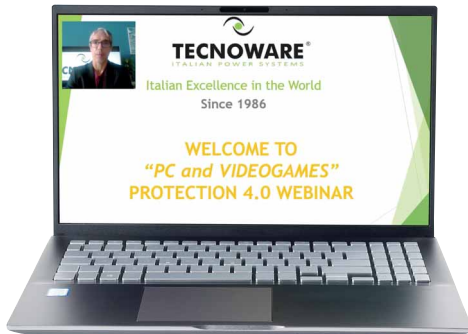 TECNOWARE®
ITALIAN POWER SYSTEMS
Italian Excellence in the World
Since 1986
WELCOME TO
“PC and VIDEOGAMES”
PROTECTION 4.0 WEBINAR